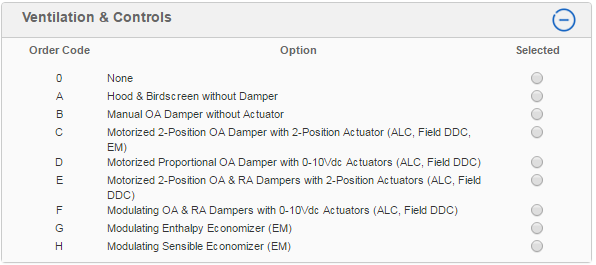 Ventilation & Controls
Order Code Option Selected
0 None
A Hood & Birdscreen without Damper
B Manual OA Damper without Actuator
C Motorized 2-Position OA Damper with 2-Position Actuator (ALC, Field DDC,
EM)
D Motorized Proportional OA Damper with 0-10Vdc Actuators (ALC, Field DDC)
E Motorized 2-Position OA & RA Dampers with 2-Position Actuators (ALC, Field
DDC)
F Modulating OA & RA Dampers with 0-10Vdc Actuators (ALC, Field DDC)
G Modulating Enthalpy Economizer (EM)
H Modulating Sensible Economizer (EM)